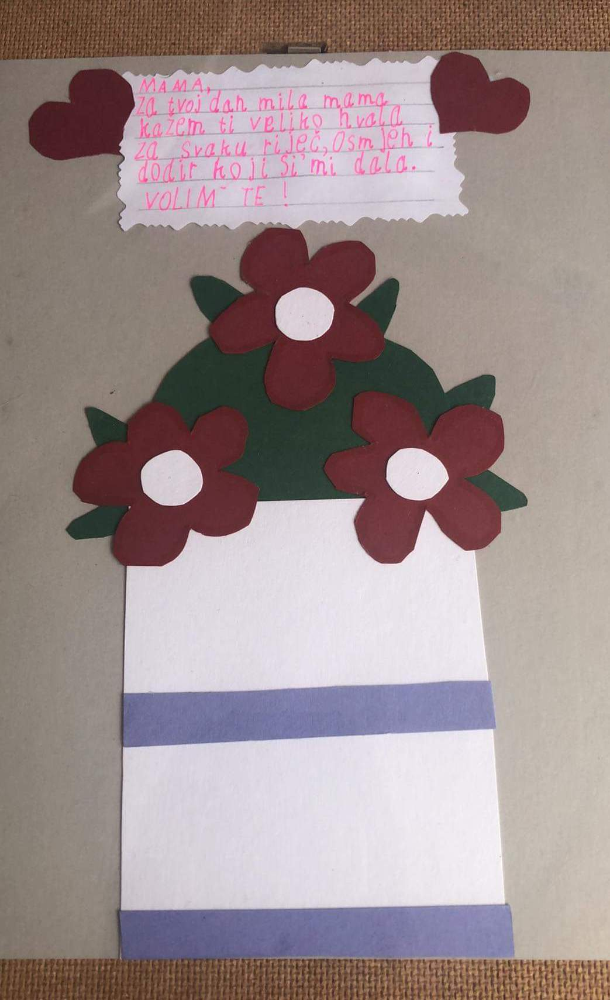 MAMA,
Za tvoj dan mila mama
kažem ti veliko hvala
za svaku riječ, osmjeh i
dodir koji si mi dala.
VOLIM TE !